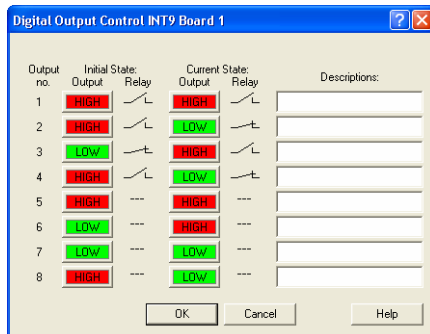 Digital Output Control INT9 Board 1
Output no. Initial State: Output Relay Current State: Output Relay Descriptions:
1 HIGH HIGH
2 HIGH LOW
3 LOW HIGH
4 HIGH LOW
5 HIGH --- HIGH ---
6 LOW --- HIGH ---
7 LOW --- LOW ---
8 HIGH --- LOW ---
OK Cancel Help